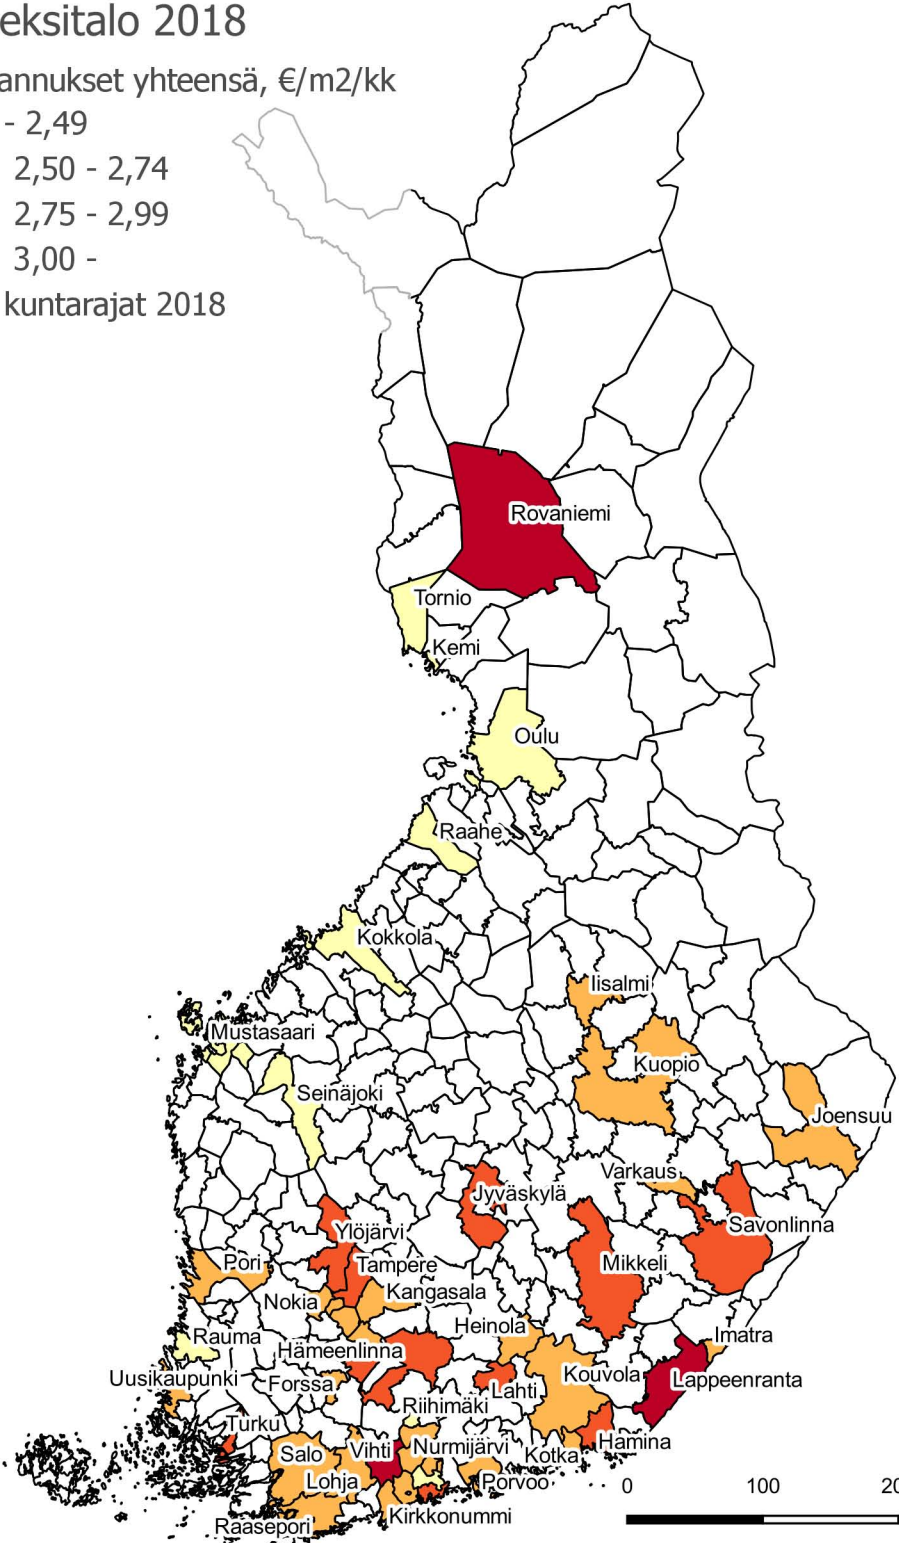 eksitalo 2018
annukset yhteensä, €/m2/kk
- 2,49
2,50 - 2,74
2,75 - 2,99
3,00 -
kuntarajat 2018
Rovaniemi
Tornio
Kemi
Oulu
Raahe
Kokkola
Iisalmi
Mustasaari
Kuopio
Seinäjoki
Joensuu
Varkaus
Jyväskylä
Savonlinna
Ylöjärvi
Pori
Tampere
Mikkeli
Kangasala
Nokia
Heinola
Rauma
Imatra
Hämeenlinna
Uusikaupunki
Forssa
Kouvola
Lappeenranta
Lahti
Riihimäki
Turku
Hamina
Salo
Vihti
Nurmijärvi
Kotka
Lohja
Porvoo
0 100 20
Kirkkonummi
Raasepori